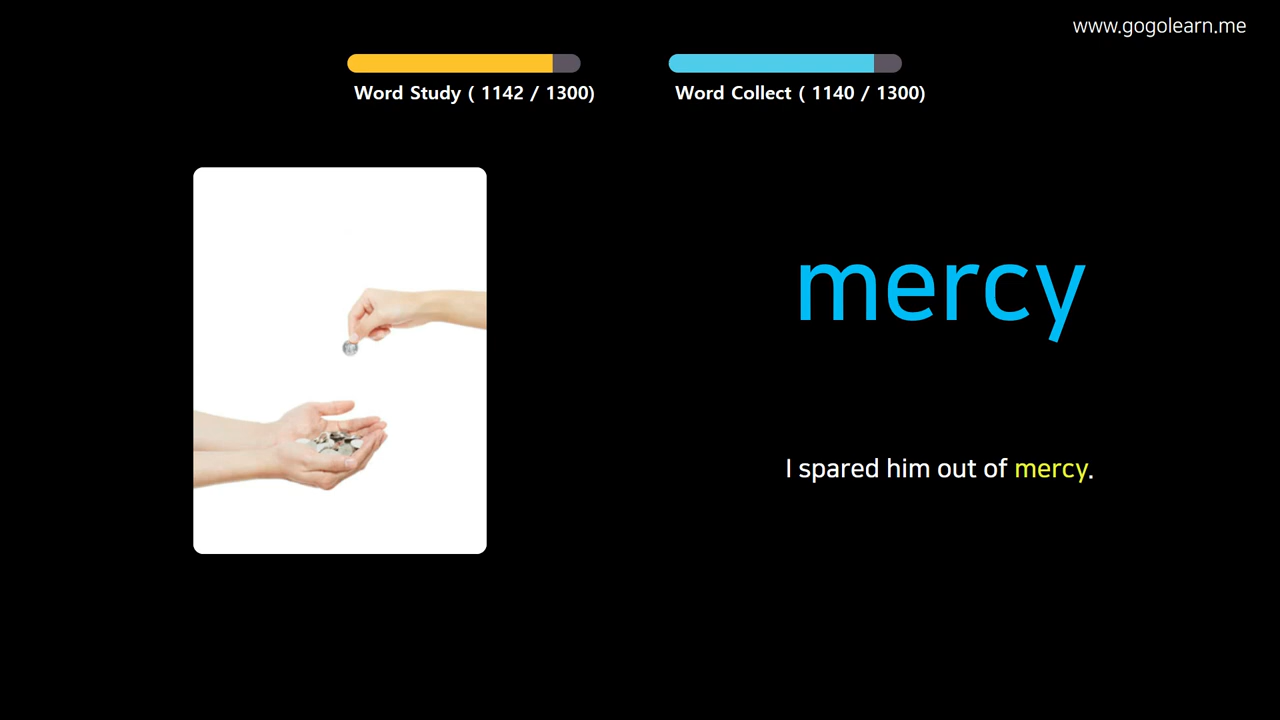 www.gogolearn.me
Word Study ( 1142 / 1300)
Word Collect ( 1140 / 1300)
mercy
I spared him out of mercy.